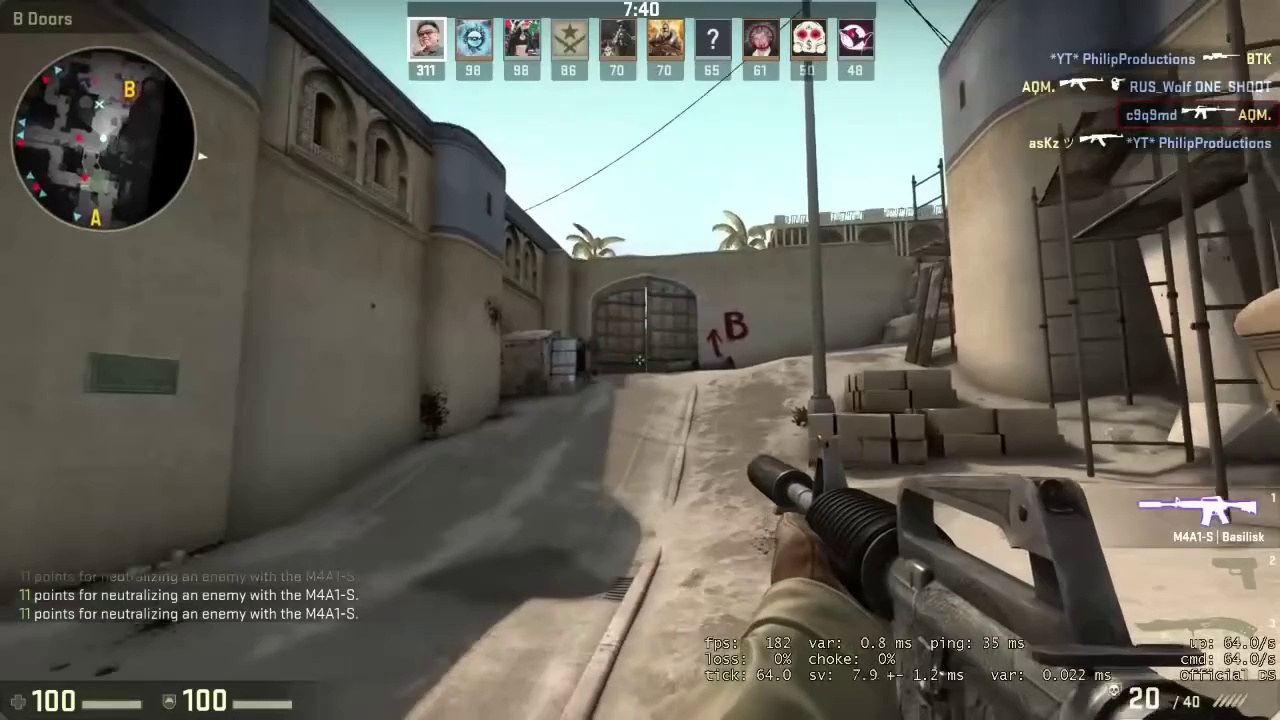 B Doors
7:40
311 98 98 86 70 70 ? 65 61 50 48
B
A
*YT* PhilipProductions BTK
AQM. RUS_Wolf ONE_SHOOT
c9q9md AQM.
asKz ツ *YT* PhilipProductions
B
1
M4A1-S | Basilisk
2
3
11 points for neutralizing an enemy with the M4A1-S.
11 points for neutralizing an enemy with the M4A1-S.
11 points for neutralizing an enemy with the M4A1-S.
fps: 182 var: 0.8 ms ping: 35 ms up: 64.0/s
loss: 0% choke: 0% cmd: 64.0/s
tick: 64.0 sv: 7.9 +- 1.2 ms var: 0.022 ms Official DS
100 100 20 / 40